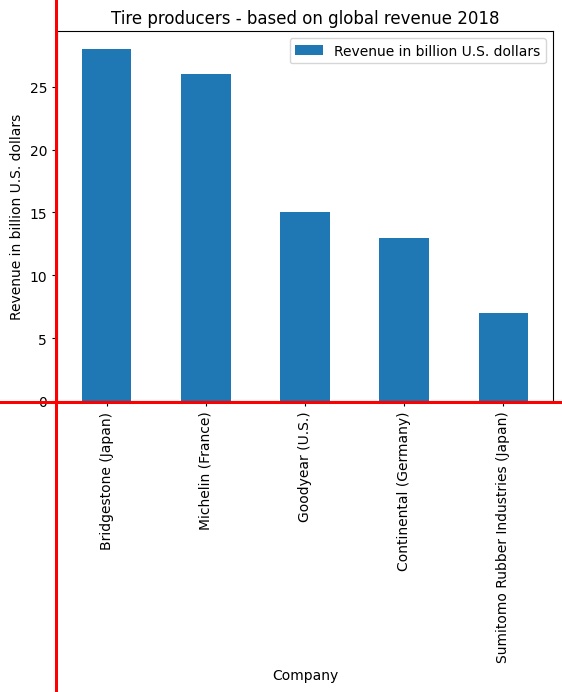 Tire producers - based on global revenue 2018
Revenue in billion U.S. dollars
Revenue in billion U.S. dollars
25
20
15
10
5
0
Bridgestone (Japan)
Michelin (France)
Goodyear (U.S.)
Continental (Germany)
Sumitomo Rubber Industries (Japan)
Company